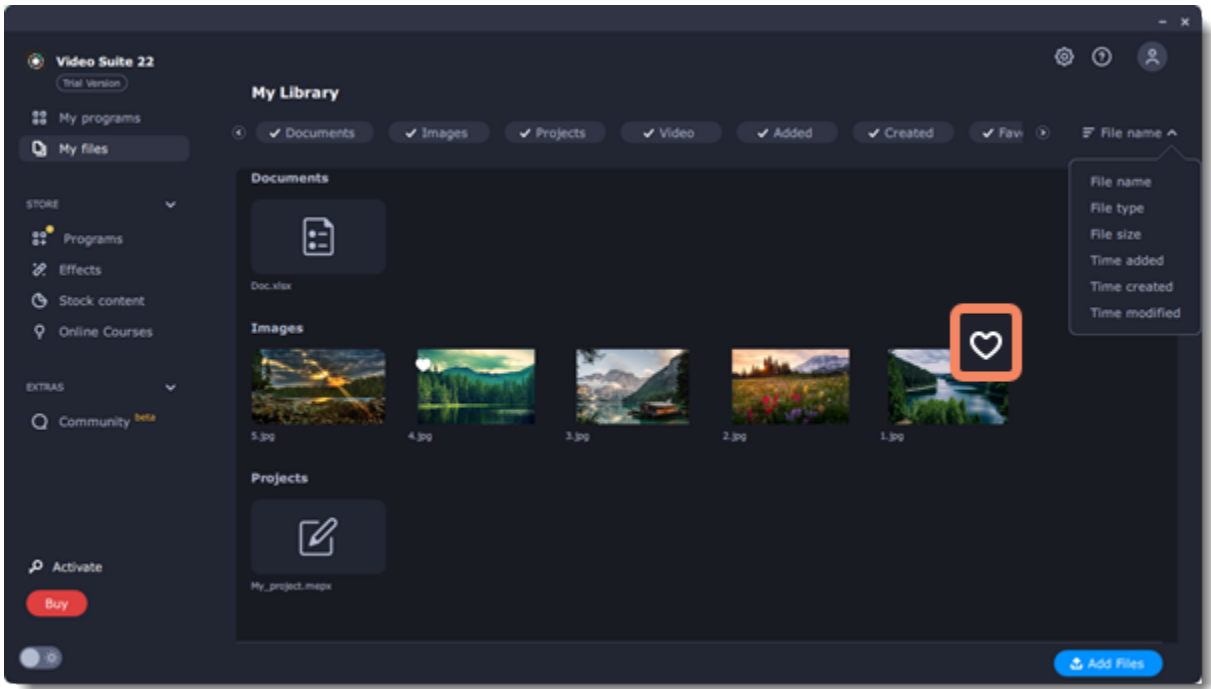 Video Suite 22
Trial Version
My programs
My files
STORE
Programs
Effects
Stock content
Online Courses
EXTRAS
Community beta
Activate
Buy
My Library
Documents
Images
Projects
Video
Added
Created
Fav
File name
File name
File type
File size
Time added
Time created
Time modified
Documents
Doc.xlsx
Images
5.jpg
4.jpg
3.jpg
2.jpg
1.jpg
Projects
My_project.mepx
Add Files